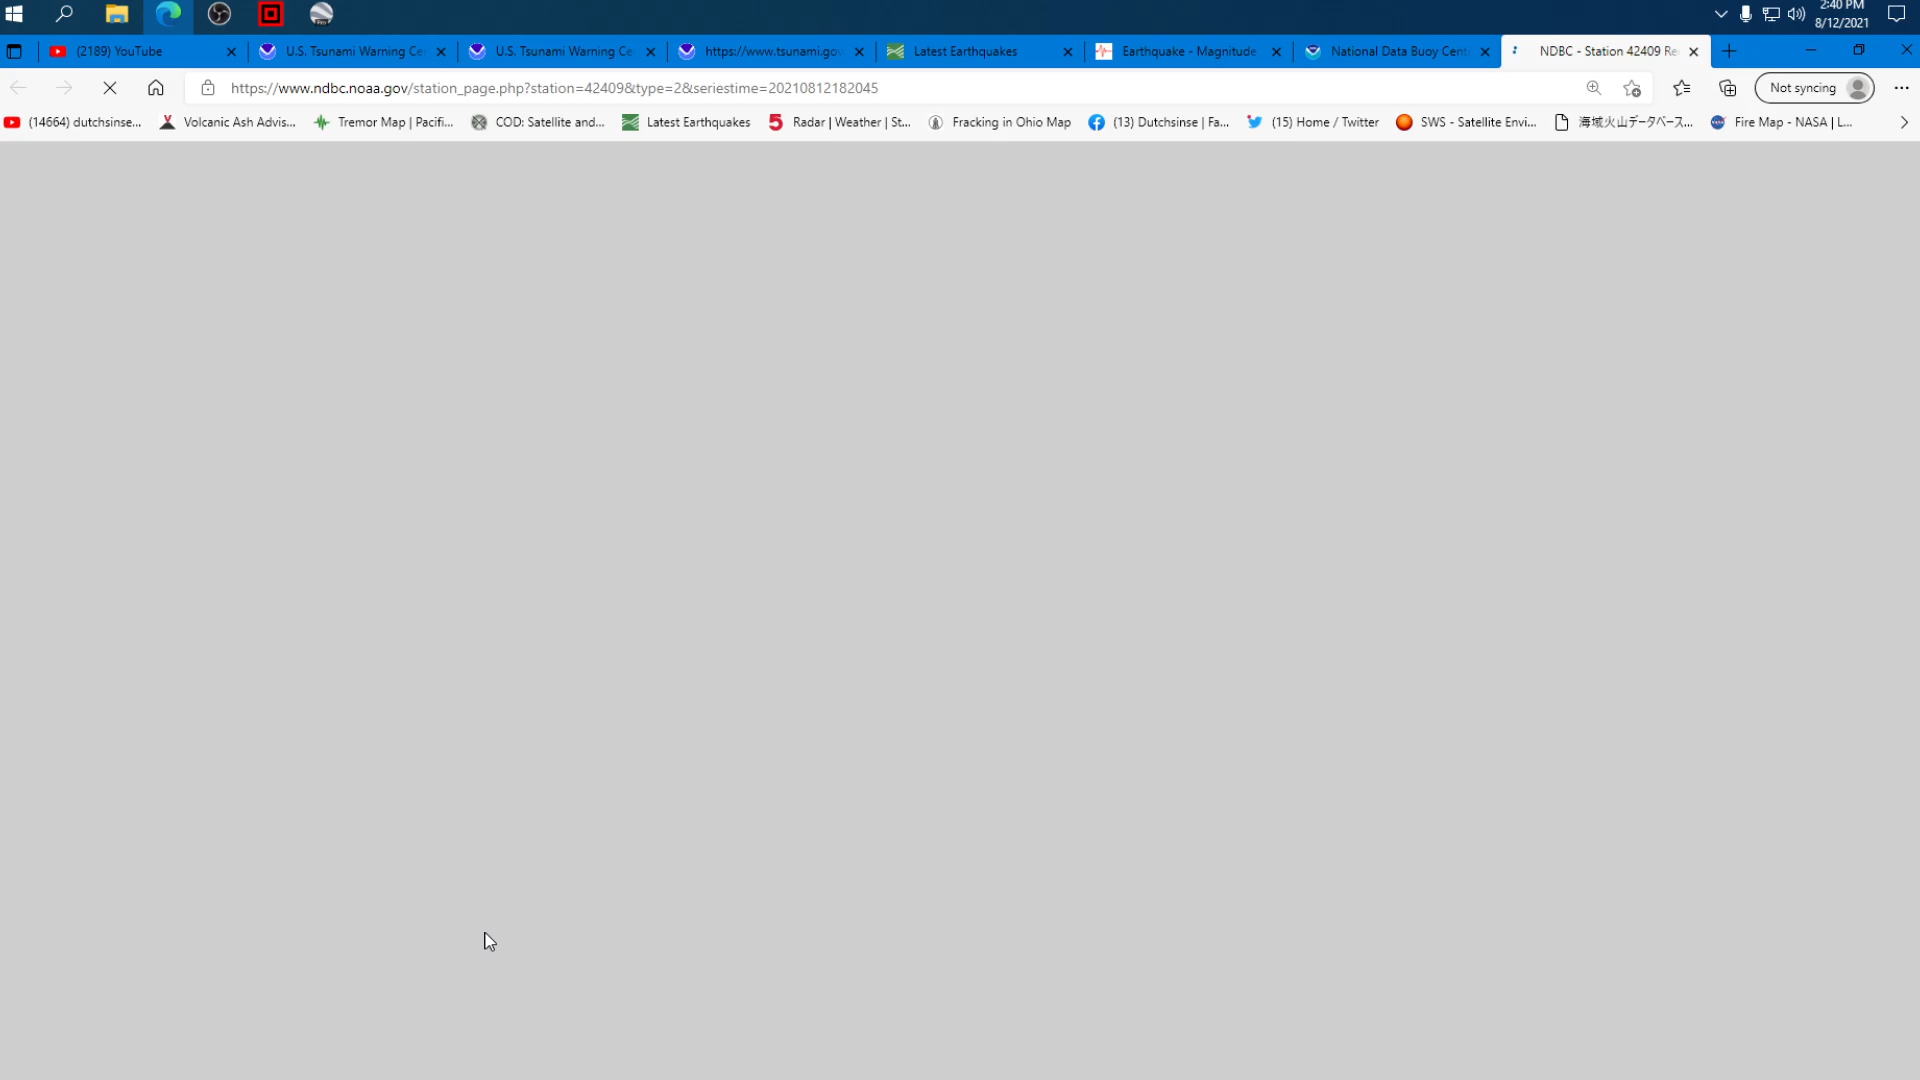 2:40 PM
8/12/2021
(2189) YouTube
U.S. Tsunami Warning Ce
U.S. Tsunami Warning Ce
https://www.tsunami.gov
Latest Earthquakes
Earthquake - Magnitude
National Data Buoy Cent
NDBC - Station 42409 Re
https://www.ndbc.noaa.gov/station_page.php?station=42409&type=2&seriestime=20210812182045
Not syncing
(14664) dutchsinse...
Volcanic Ash Advis...
Tremor Map | Pacifi...
COD: Satellite and...
Latest Earthquakes
5
Radar | Weather | St...
Fracking in Ohio Map
(13) Dutchsinse | Fa...
(15) Home / Twitter
SWS - Satellite Envi...
海域火山データベース...
Fire Map - NASA | L...